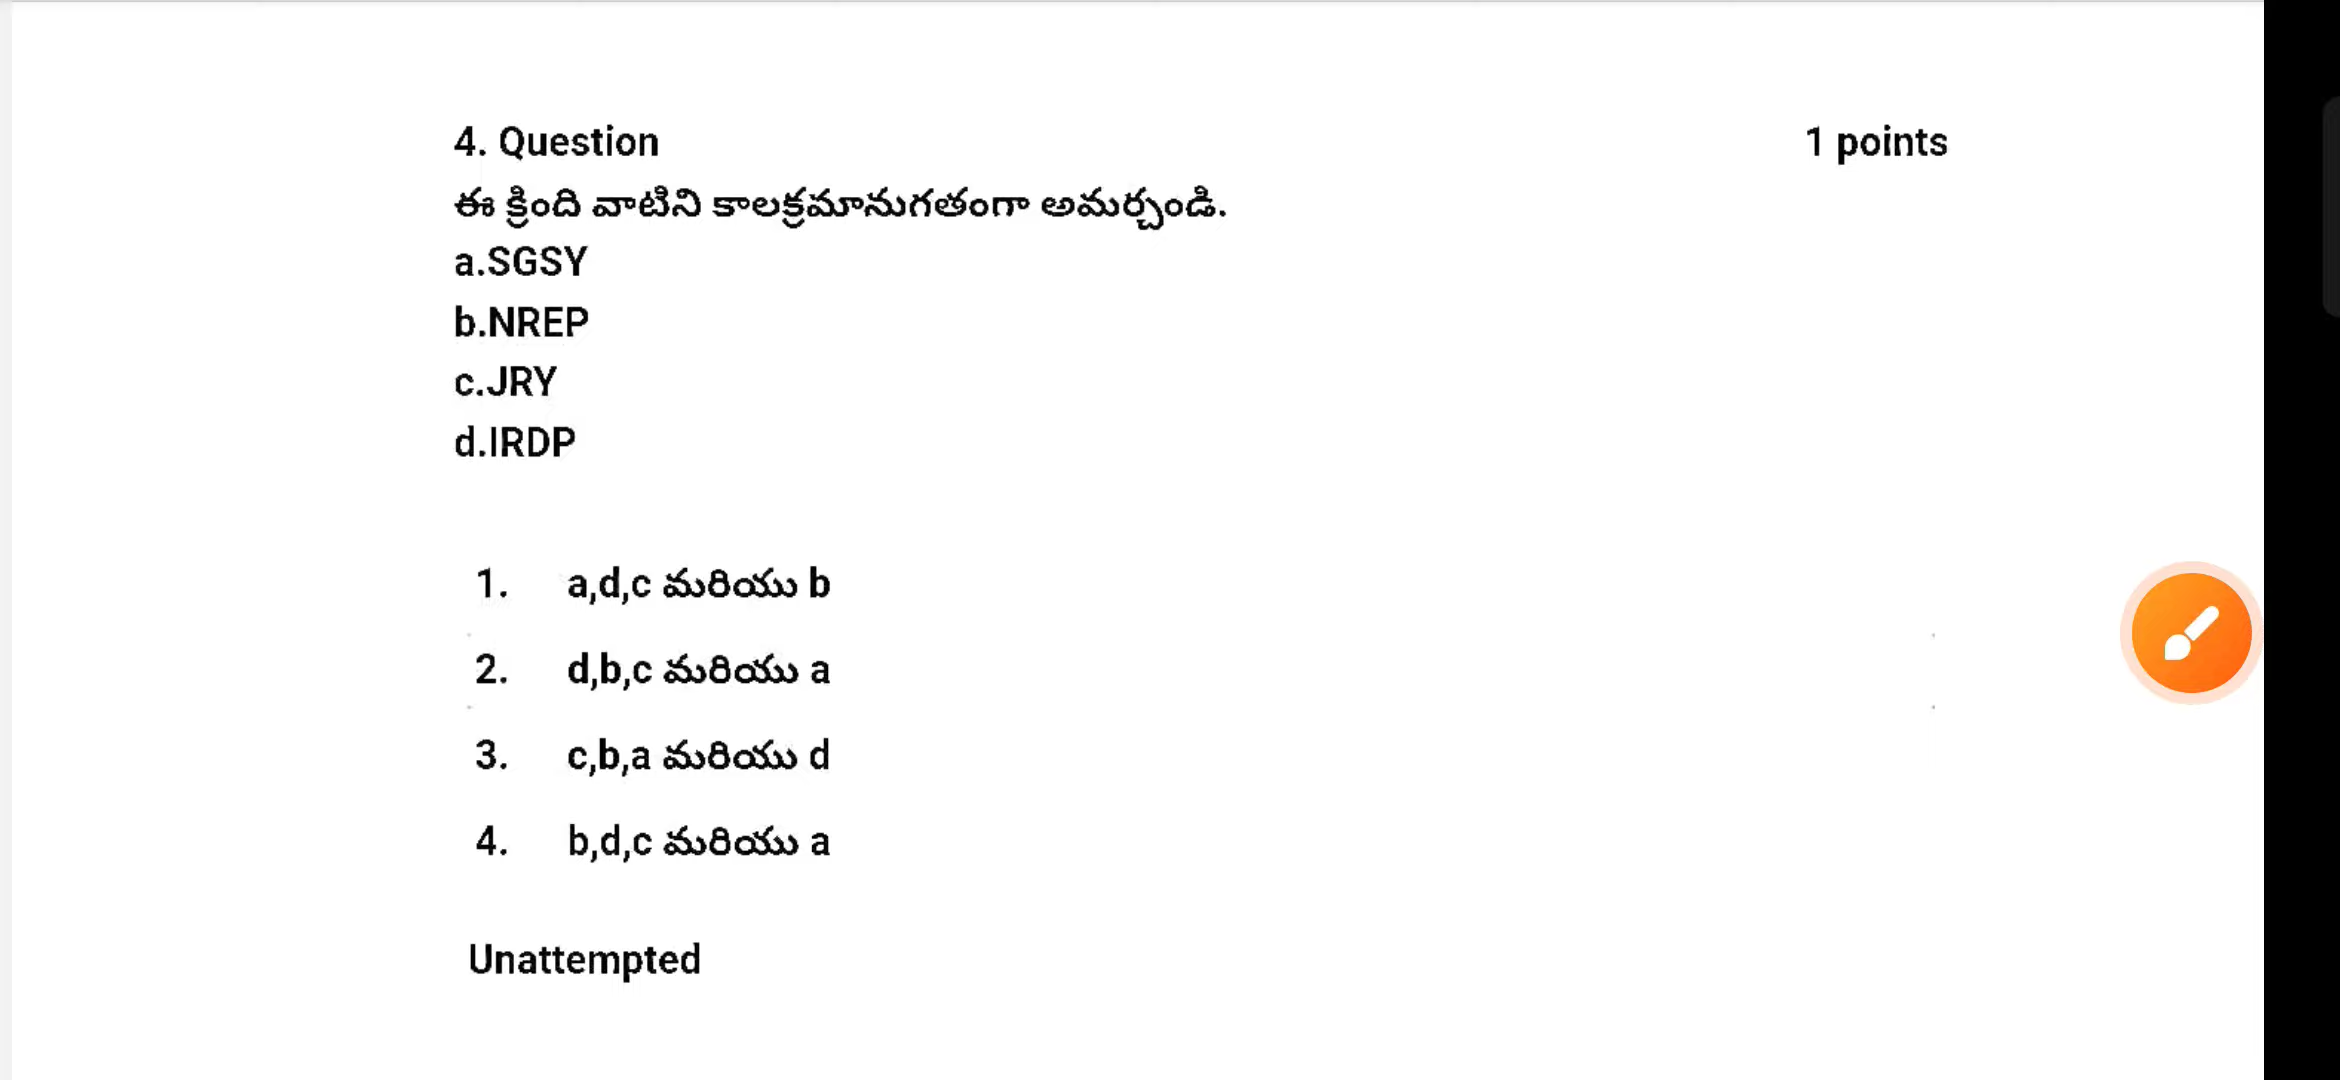 4. Question
1 points
ఈ క్రింది వాటిని కాలక్రమానుగతంగా అమర్చండి.
a.SGSY
b.NREP
c.JRY
d.IRDP
1. a,d,c మరియు b
2. d,b,c మరియు a
3. c,b,a మరియు d
4. b,d,c మరియు a
Unattempted